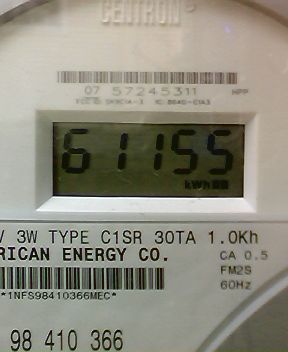 CENTRON
07 57245311 HPP
61155
kWh
V 3W TYPE C1SR 30TA 1.0Kh
RICAN ENERGY CO. CA 0.5
FM2S
60Hz
*1NFS98410366MEC*
98 410 366